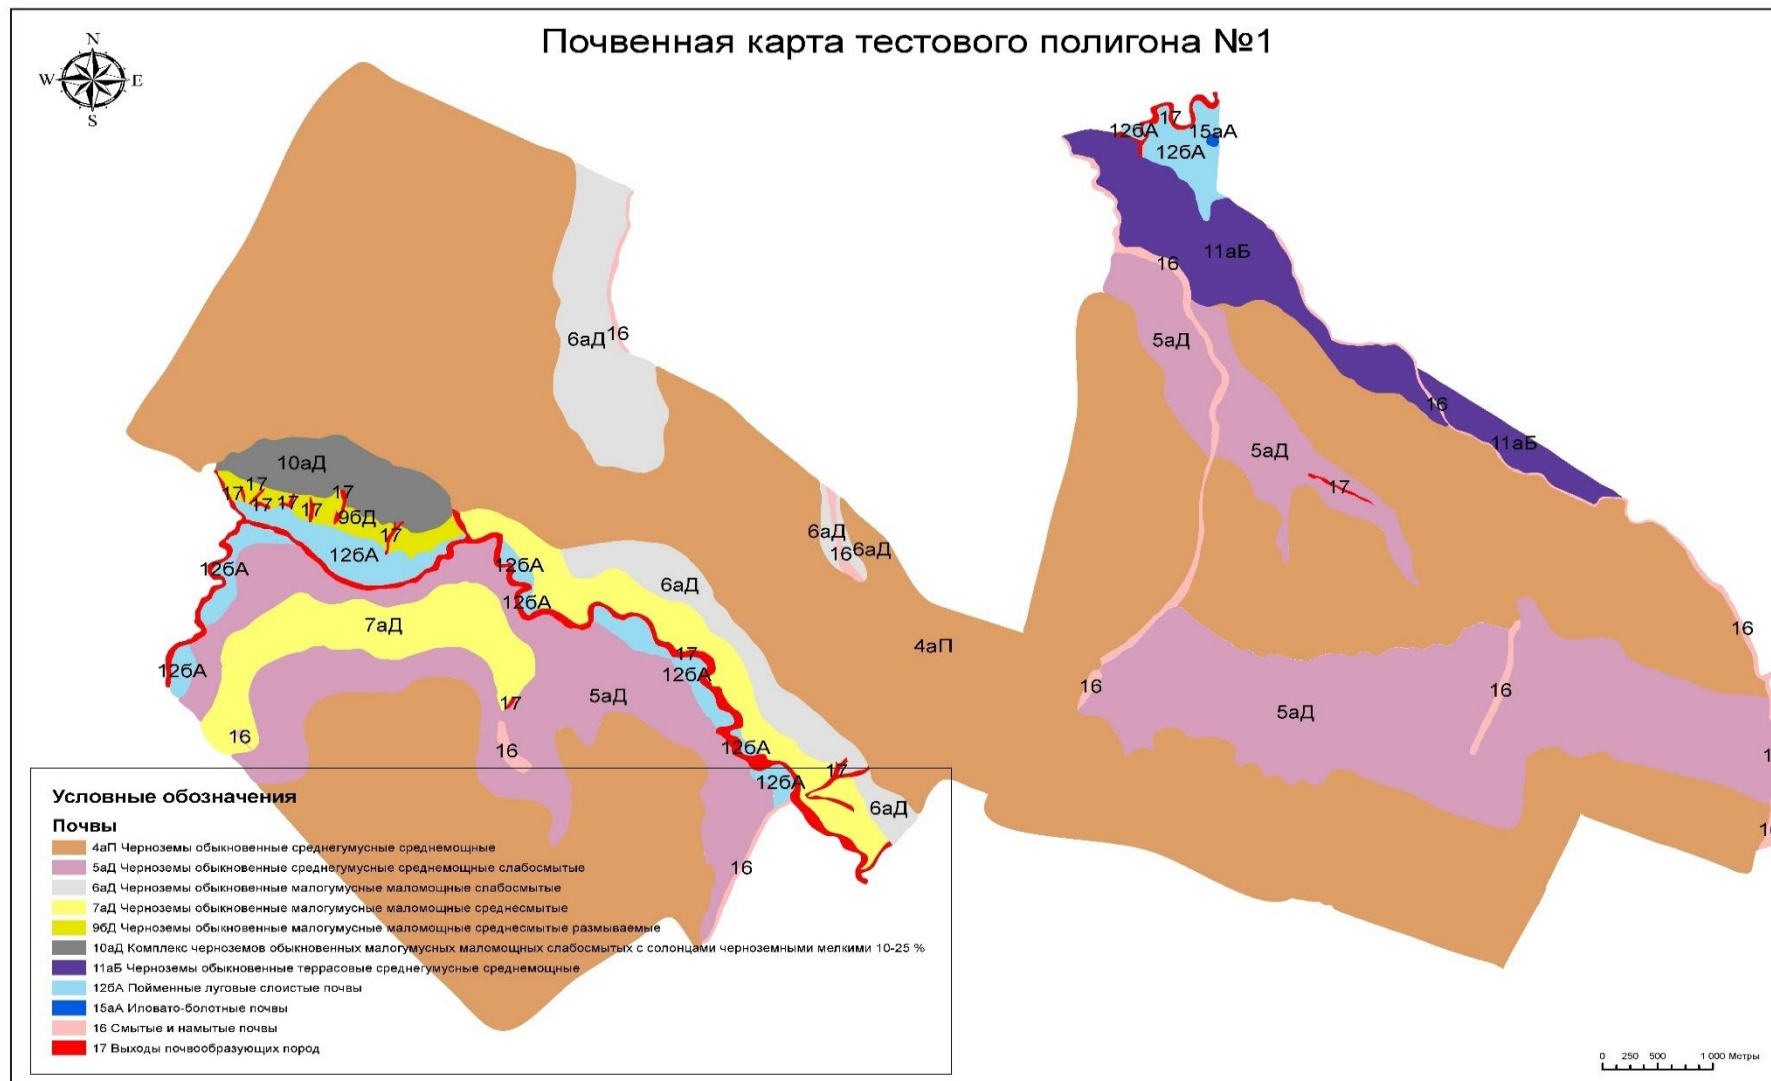 Почвенная карта тестового полигона №1
N
W E
S
17
12бА 15аА
12бА
11аБ
16
6аД 16
5аД
16
11аБ
5аД
17
10аД
17 17 17
17 17 17
9бД 17
12бА
6аД
16 6аД
12бА
12бА
6аД
12бА
7аД
4аП
16
17
12бА
12бА
5аД
16
16
5аД
17
16
16
12бА
17
12бА
6аД
16
16
Условные обозначения
Почвы
4аП Черноземы обыкновенные среднегумусные среднемощные
5аД Черноземы обыкновенные среднегумусные среднемощные слабосмытые
6аД Черноземы обыкновенные малогумусные маломощные слабосмытые
7аД Черноземы обыкновенные малогумусные маломощные среднесмытые
9бД Черноземы обыкновенные малогумусные маломощные среднесмытые размываемые
10аД Комплекс черноземов обыкновенных малогумусных маломощных слабосмытых с солонцами черноземными мелкими 10-25 %
11аБ Черноземы обыкновенные террасовые среднегумусные среднемощные
12бА Пойменные луговые слоистые почвы
15аА Иловато-болотные почвы
16 Смытые и намытые почвы
17 Выходы почвообразующих пород
0 250 500 1 000 Метры